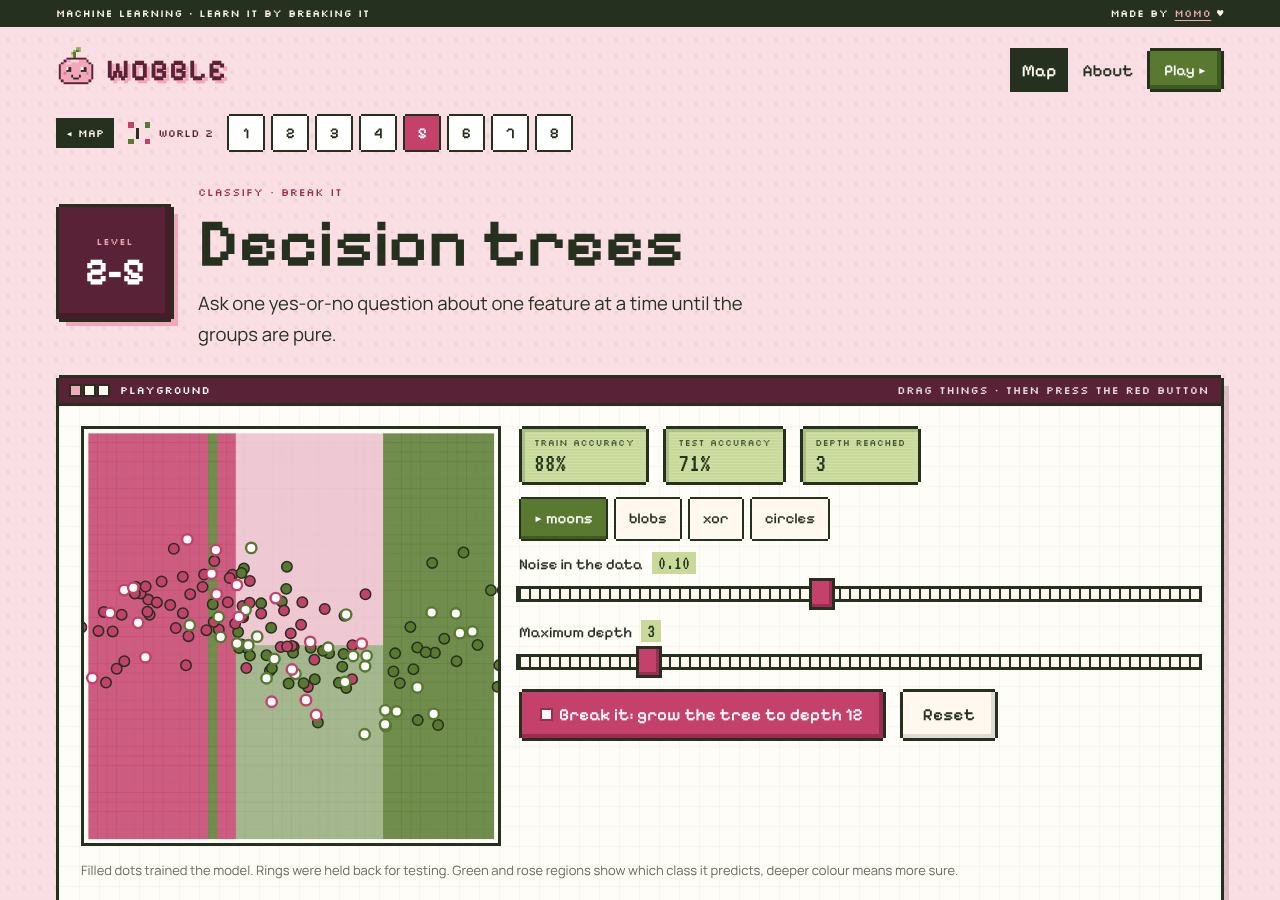 MACHINE LEARNING · LEARN IT BY BREAKING IT
MADE BY MOMO ♥
WOBBLE
Map
About
Play ▸
◂ MAP
WORLD 2
1 2 3 4 5 6 7 8
CLASSIFY · BREAK IT
LEVEL
2-5
Decision trees
Ask one yes-or-no question about one feature at a time until the
groups are pure.
PLAYGROUND
DRAG THINGS · THEN PRESS THE RED BUTTON
TRAIN ACCURACY
88%
TEST ACCURACY
71%
DEPTH REACHED
3
▸ moons
blobs
xor
circles
Noise in the data 0.10
Maximum depth 3
Break it: grow the tree to depth 12
Reset
Filled dots trained the model. Rings were held back for testing. Green and rose regions show which class it predicts, deeper colour means more sure.